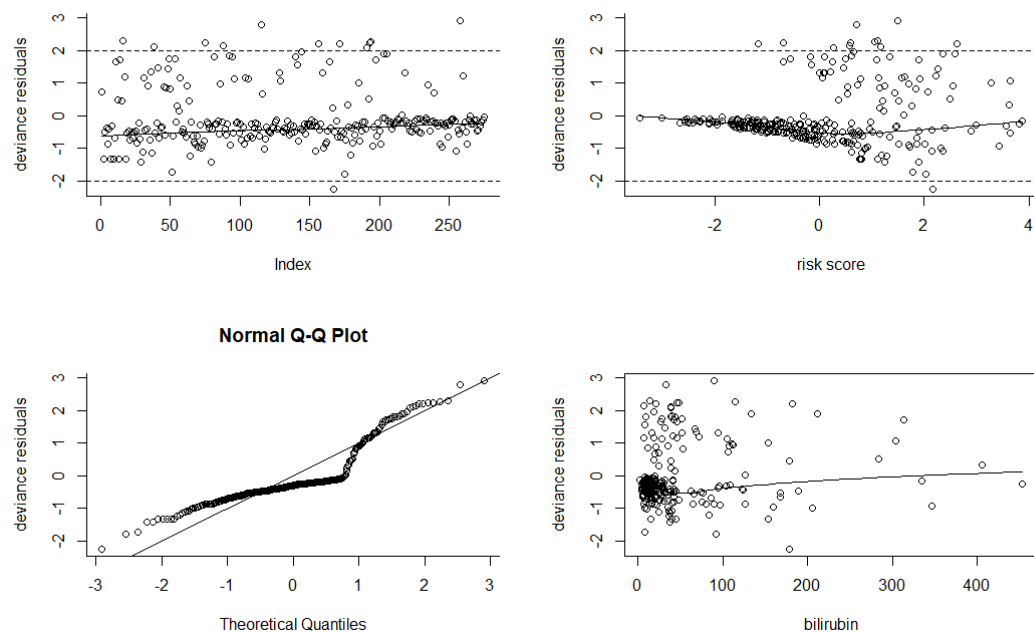 deviance residuals
3
2
1
0
-1
-2
0 50 100 150 200 250
Index
deviance residuals
3
2
1
0
-1
-2
-2 0 2 4
risk score
Normal Q-Q Plot
deviance residuals
3
2
1
0
-1
-2
-3 -2 -1 0 1 2 3
Theoretical Quantiles
deviance residuals
3
2
1
0
-1
-2
0 100 200 300 400
bilirubin